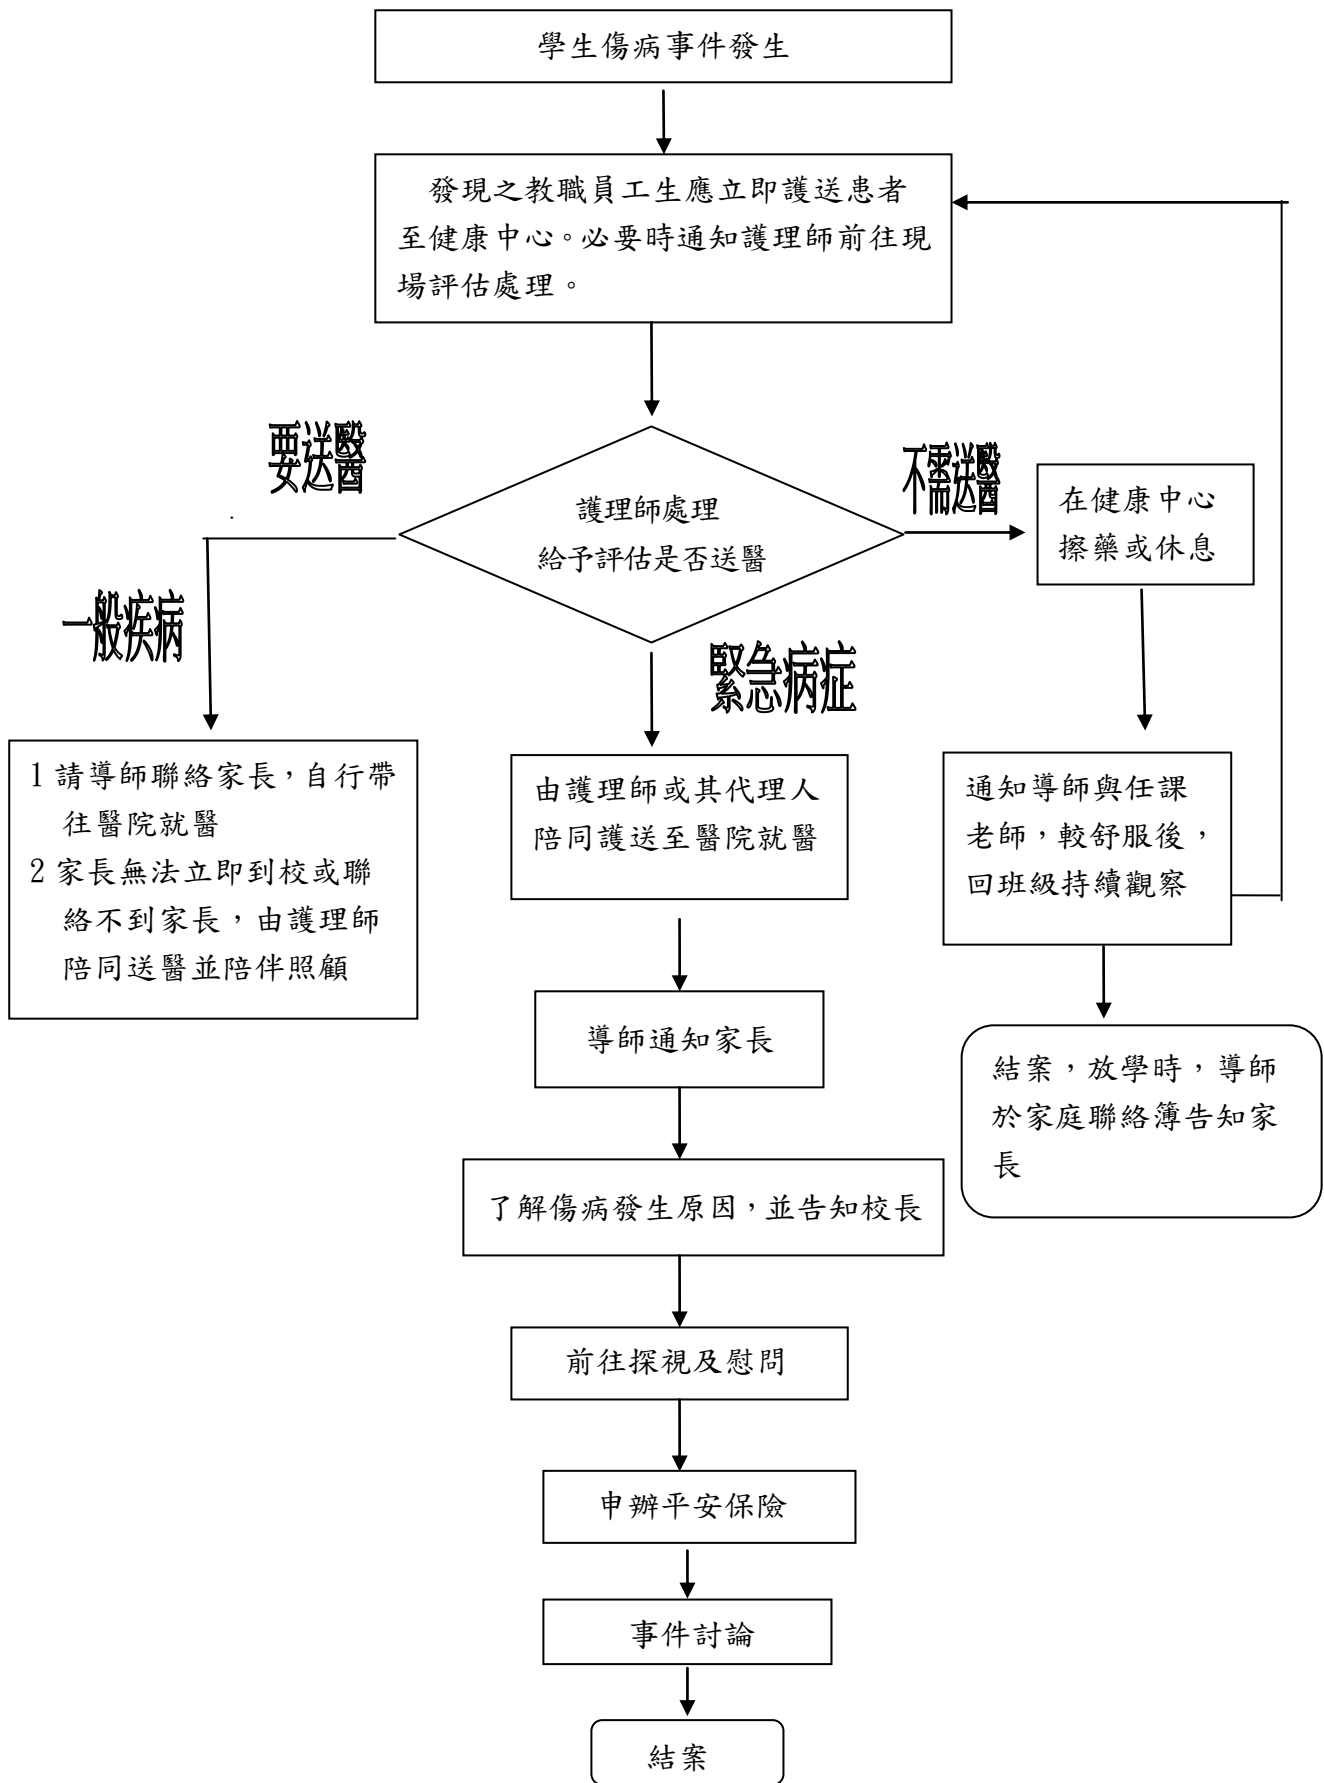 學生傷病事件發生
發現之教職員工生應立即護送患者
至健康中心。必要時通知護理師前往現
場評估處理。
要送醫
不需送醫
護理師處理
給予評估是否送醫
在健康中心
擦藥或休息
一般疾病
緊急病症
1 請導師聯絡家長，自行帶
往醫院就醫
2 家長無法立即到校或聯
絡不到家長，由護理師
陪同送醫並陪伴照顧
由護理師或其代理人
陪同護送至醫院就醫
通知導師與任課
老師，較舒服後，
回班級持續觀察
導師通知家長
結案，放學時，導師
於家庭聯絡簿告知家
長
了解傷病發生原因，並告知校長
前往探視及慰問
申辦平安保險
事件討論
結案